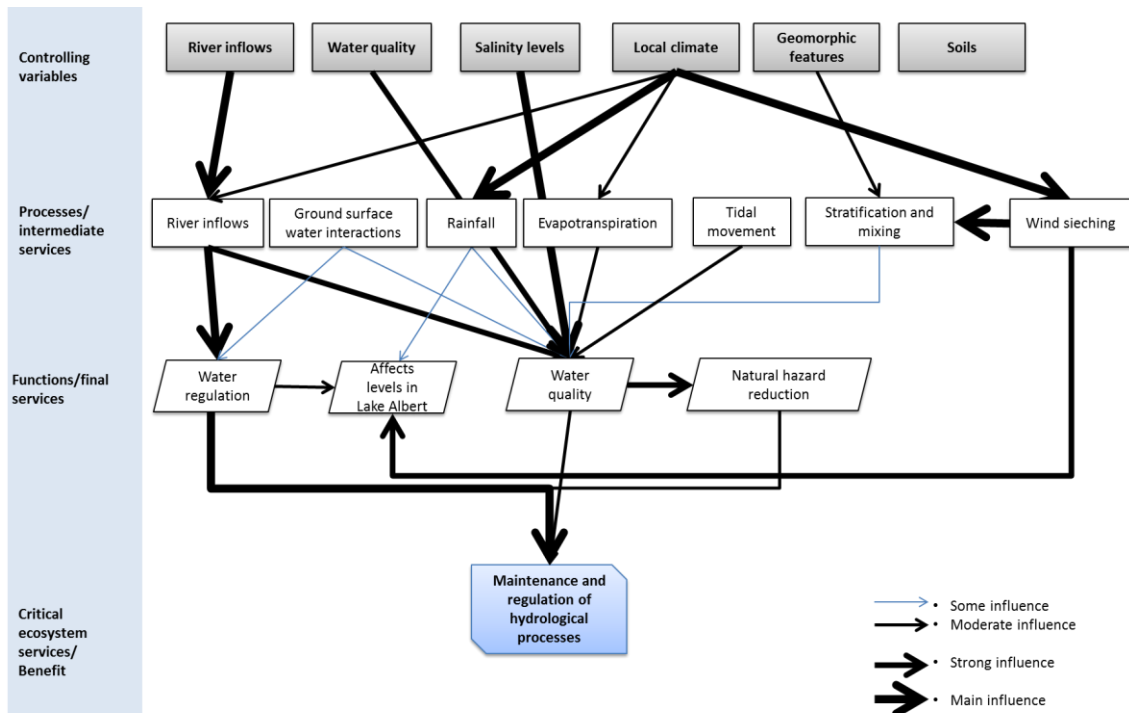 Controlling
variables
River inflows
Water quality
Salinity levels
Local climate
Geomorphic
features
Soils
Processes/
intermediate
services
River inflows
Ground surface
water interactions
Rainfall
Evapotranspiration
Tidal
movement
Stratification and
mixing
Wind sieching
Functions/final
services
Water
regulation
Affects
levels in
Lake Albert
Water
quality
Natural hazard
reduction
Critical
ecosystem
services/
Benefit
Maintenance and
regulation of
hydrological
processes
• Some influence
• Moderate influence
• Strong influence
• Main influence